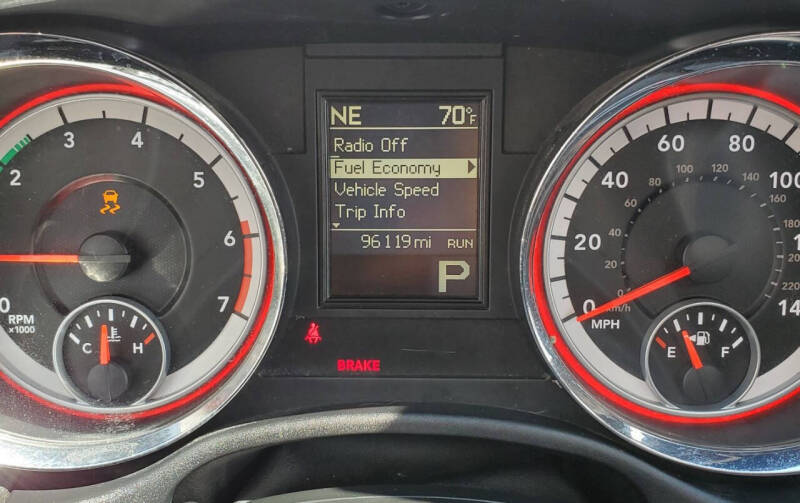 NE 70°F
Radio Off
Fuel Economy
Vehicle Speed
Trip Info
96119 mi RUN
P
BRAKE
0 2 3 4 5 6 7
RPM
x1000
C H
0 20 40 60 80 100
MPH
km/h
20 40 60 80 100 120 140 160 180 200 220
E F